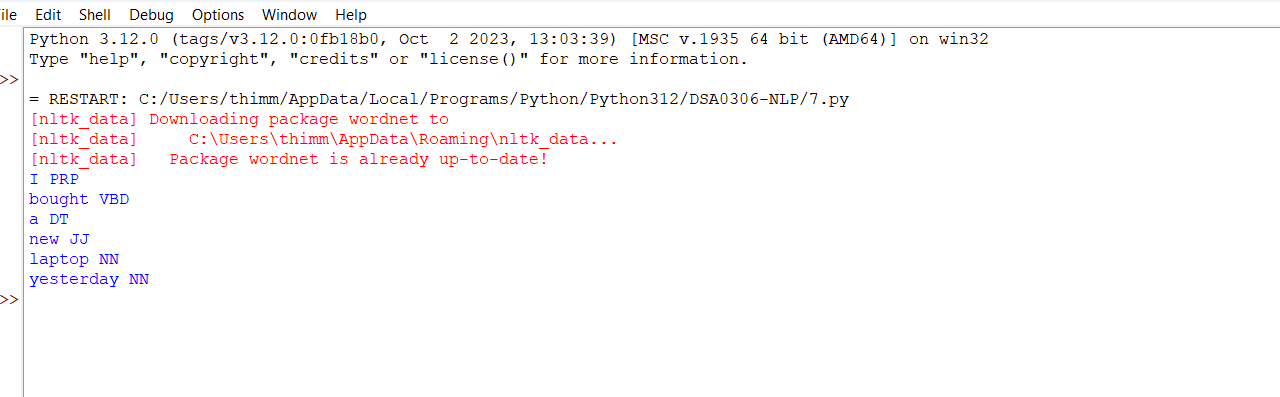 ile Edit Shell Debug Options Window Help
Python 3.12.0 (tags/v3.12.0:0fb18b0, Oct  2 2023, 13:03:39) [MSC v.1935 64 bit (AMD64)] on win32
Type "help", "copyright", "credits" or "license()" for more information.
>>
= RESTART: C:/Users/thimm/AppData/Local/Programs/Python/Python312/DSA0306-NLP/7.py
[nltk_data] Downloading package wordnet to
[nltk_data]     C:\Users\thimm\AppData\Roaming\nltk_data...
[nltk_data]   Package wordnet is already up-to-date!
I PRP
bought VBD
a DT
new JJ
laptop NN
yesterday NN
>>